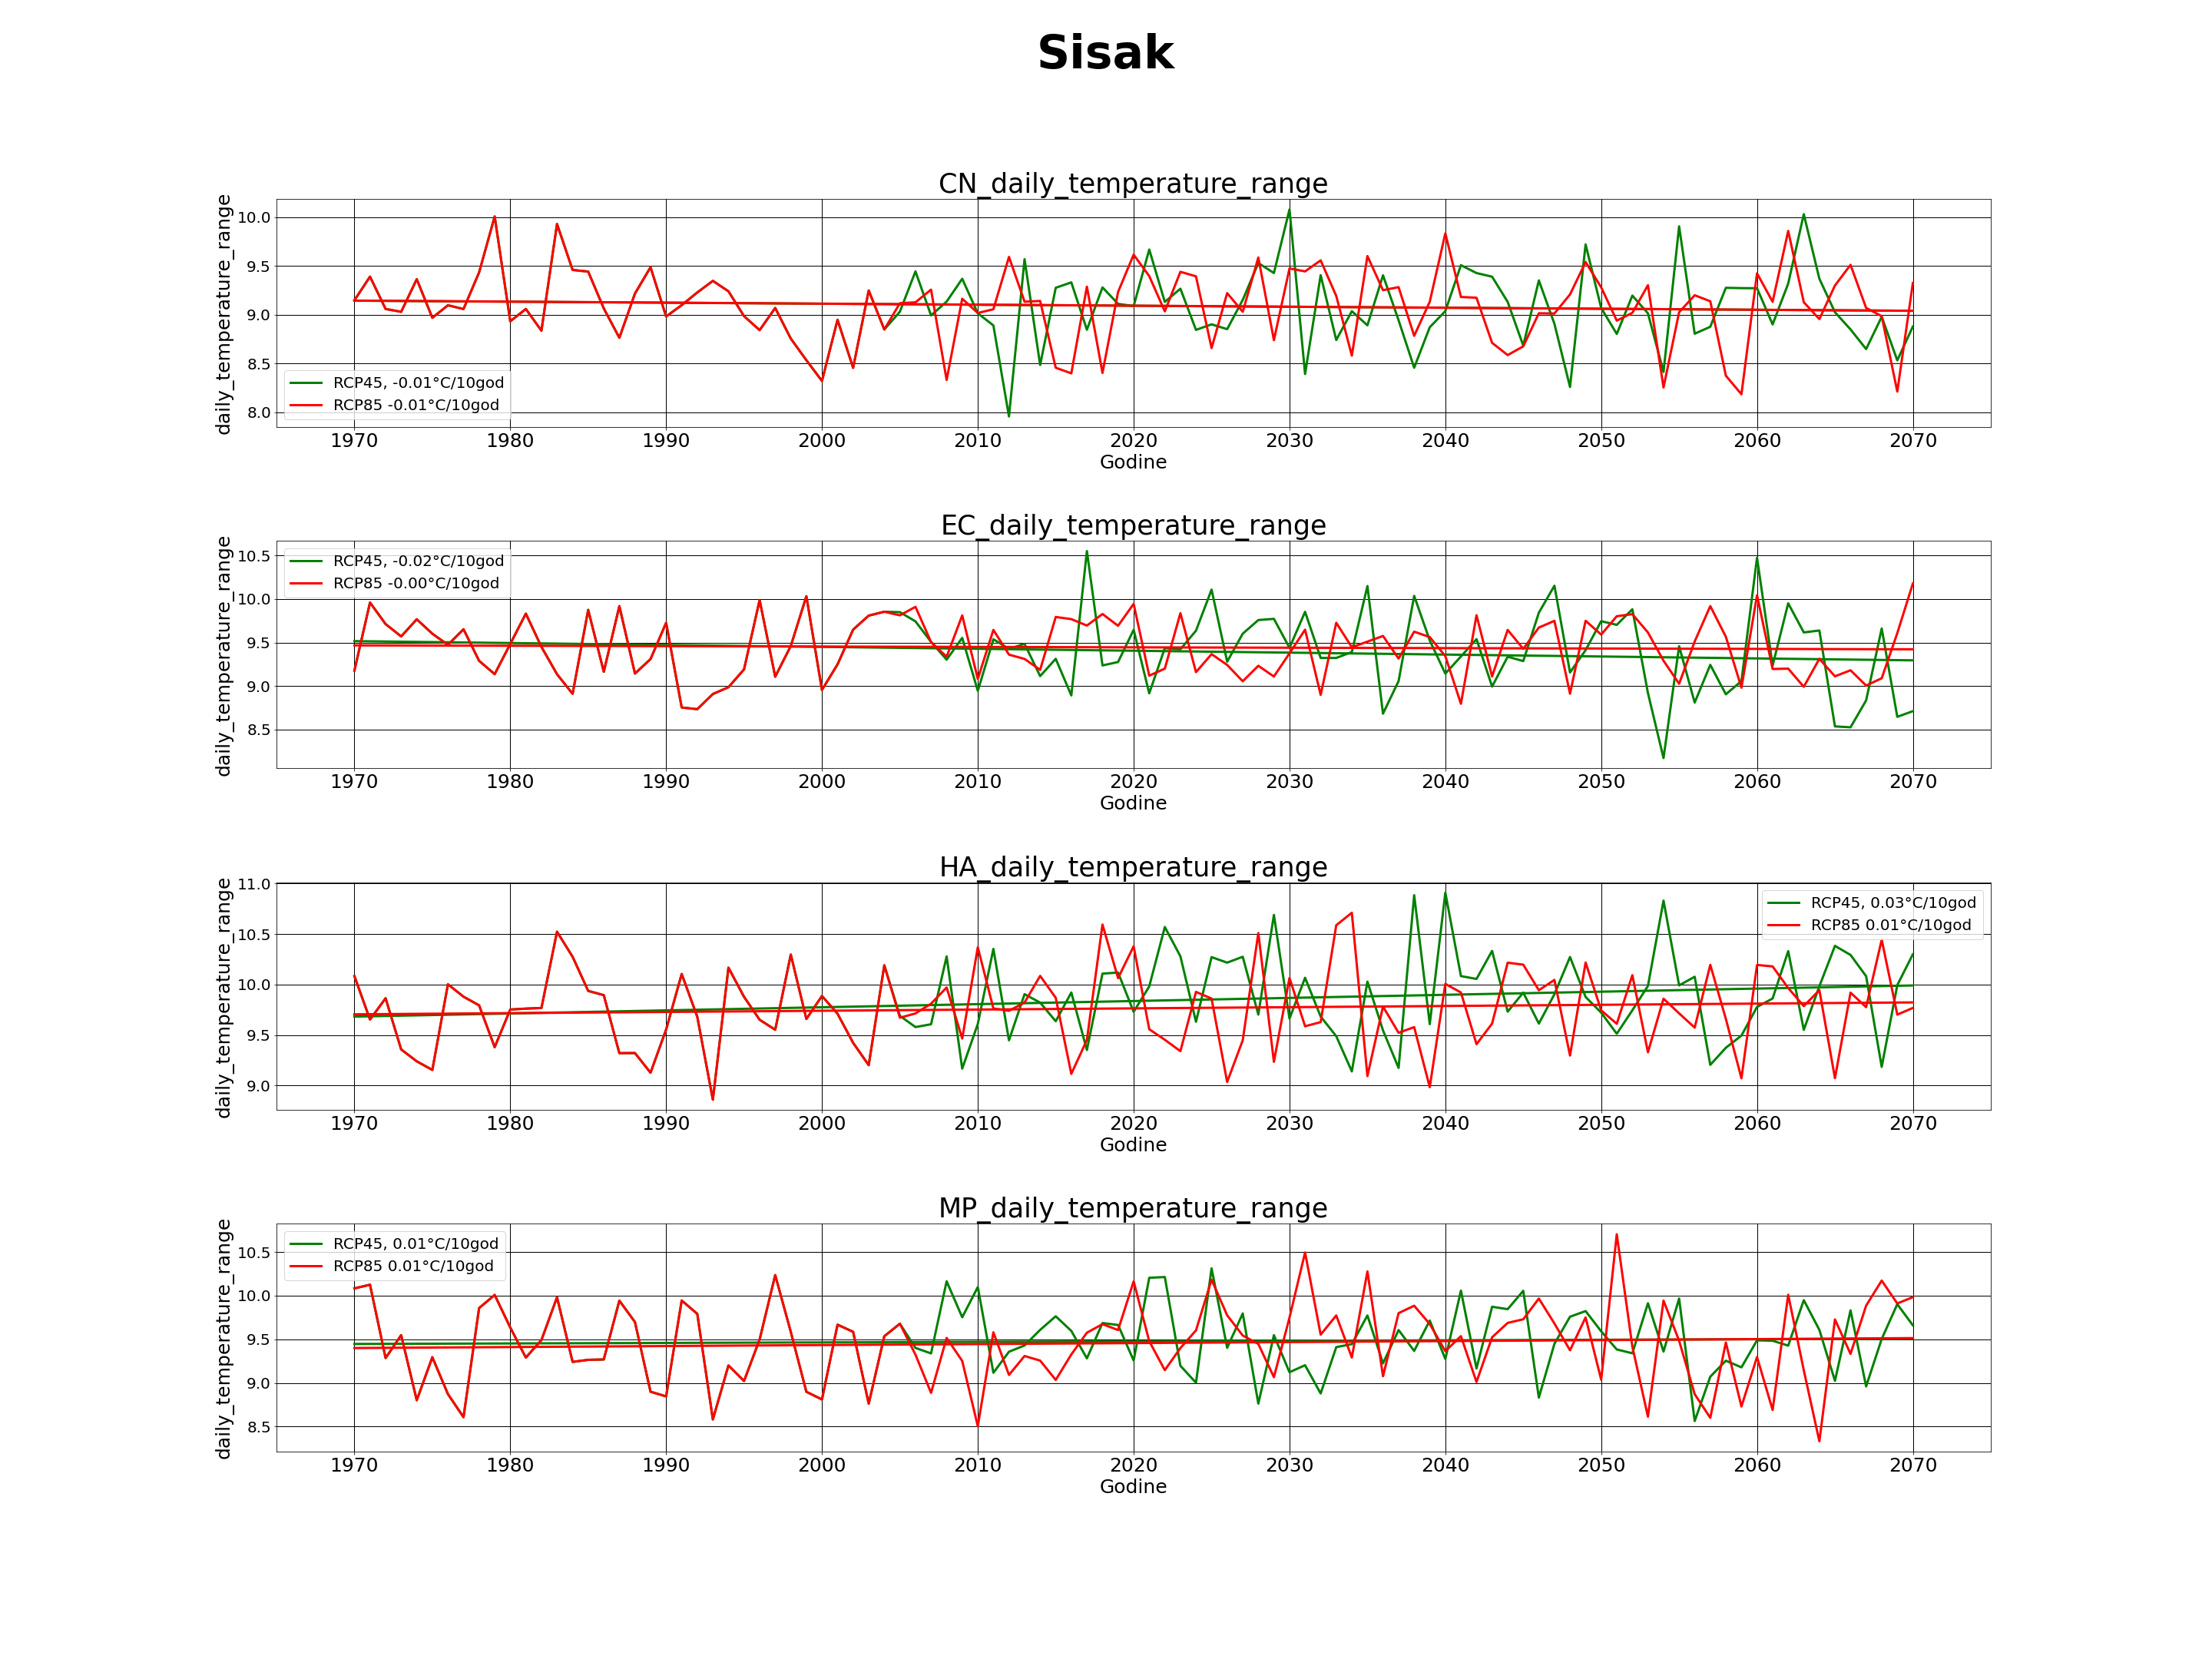 Sisak
CN_daily_temperature_range
daily_temperature_range
10.0
9.5
9.0
8.5
8.0
RCP45, -0.01°C/10god
RCP85 -0.01°C/10god
1970 1980 1990 2000 2010 2020 2030 2040 2050 2060 2070
Godine
EC_daily_temperature_range
daily_temperature_range
10.5
10.0
9.5
9.0
8.5
RCP45, -0.02°C/10god
RCP85 -0.00°C/10god
1970 1980 1990 2000 2010 2020 2030 2040 2050 2060 2070
Godine
HA_daily_temperature_range
daily_temperature_range
11.0
10.5
10.0
9.5
9.0
RCP45, 0.03°C/10god
RCP85 0.01°C/10god
1970 1980 1990 2000 2010 2020 2030 2040 2050 2060 2070
Godine
MP_daily_temperature_range
daily_temperature_range
10.5
10.0
9.5
9.0
8.5
RCP45, 0.01°C/10god
RCP85 0.01°C/10god
1970 1980 1990 2000 2010 2020 2030 2040 2050 2060 2070
Godine